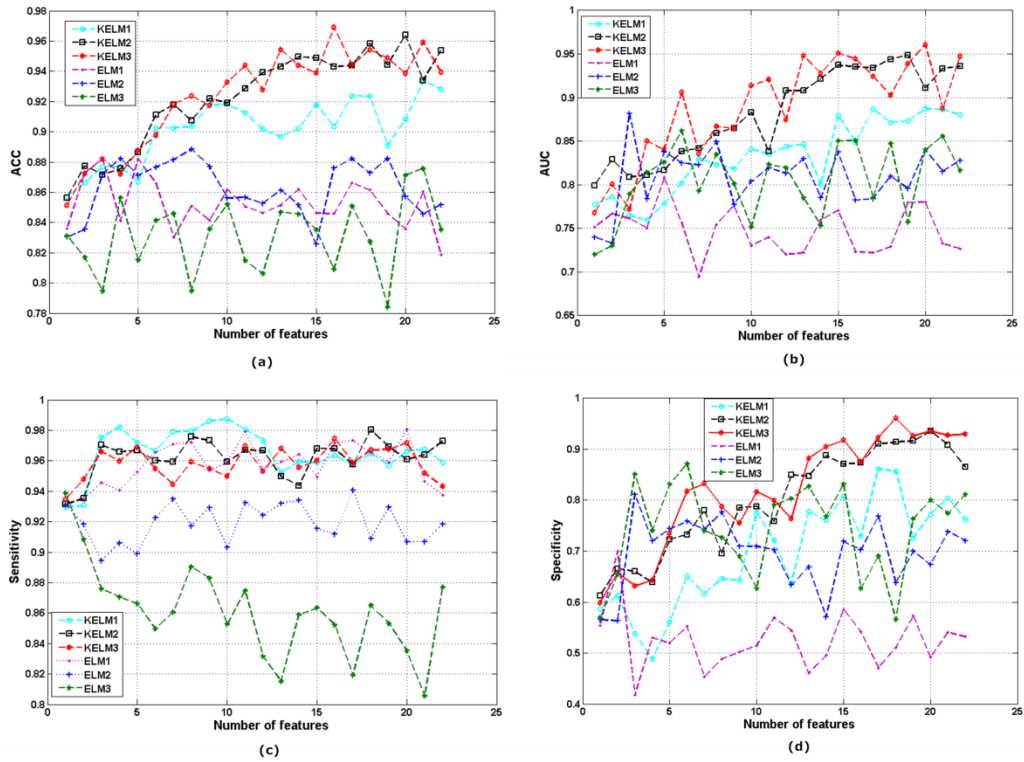 0.98
0.96
0.94
0.92
0.9
0.88
0.86
0.84
0.82
0.8
0.78
ACC
KELM1
KELM2
KELM3
ELM1
ELM2
ELM3
0 5 10 15 20 25
Number of features
(a)
1
0.95
0.9
0.85
0.8
0.75
0.7
0.65
AUC
KELM1
KELM2
KELM3
ELM1
ELM2
ELM3
0 5 10 15 20 25
Number of features
(b)
1
0.98
0.96
0.94
0.92
0.9
0.88
0.86
0.84
0.82
0.8
Sensitivity
KELM1
KELM2
KELM3
ELM1
ELM2
ELM3
0 5 10 15 20 25
Number of features
(c)
1
0.9
0.8
0.7
0.6
0.5
0.4
Specificity
KELM1
KELM2
KELM3
ELM1
ELM2
ELM3
0 5 10 15 20 25
Number of features
(d)